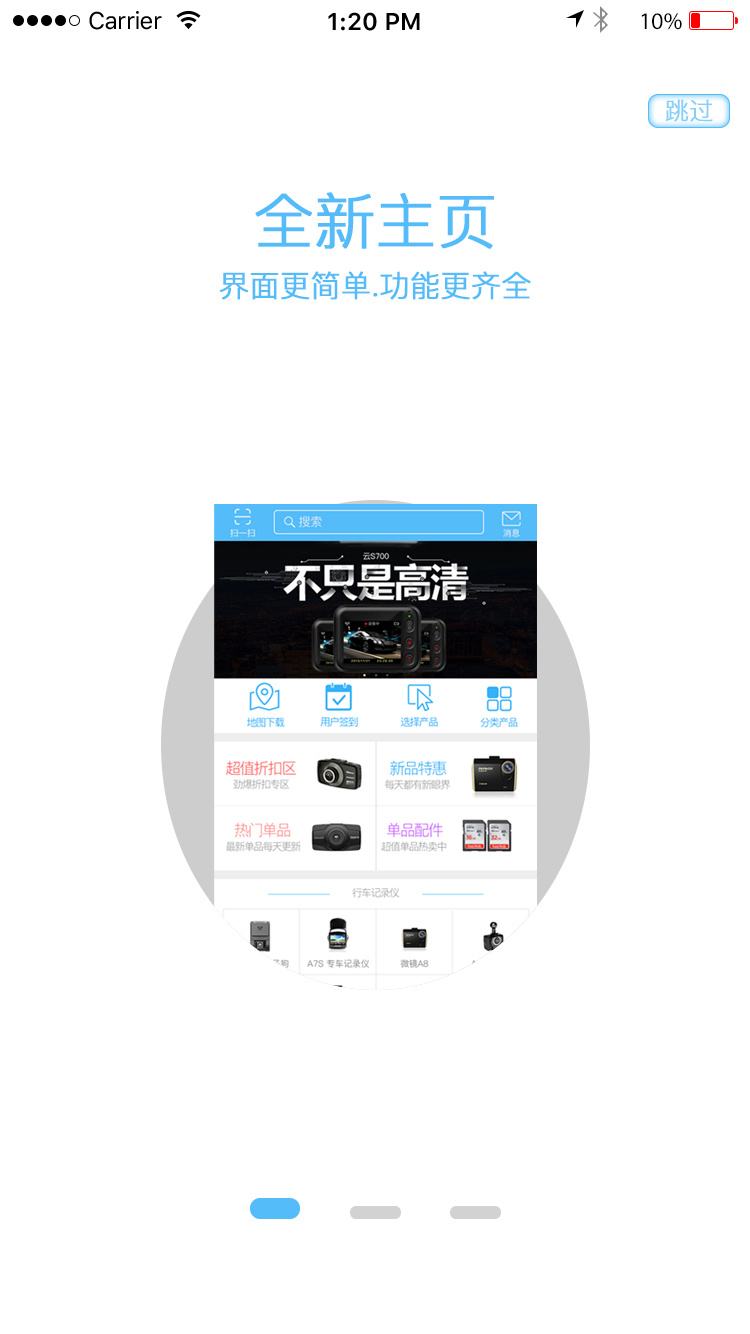 Carrier 1:20 PM 10%
跳过
全新主页
界面更简单.功能更齐全
扫一扫 搜索 消息
云S700
不只是高清
地图下载 用户签到 选择产品 分类产品
超值折扣区 新品特惠
劲爆折扣专区 每天都有新眼界
热门单品 单品配件
最新单品每天更新 超值单品热卖中
行车记录仪
A7S 专车记录仪 微镜A8